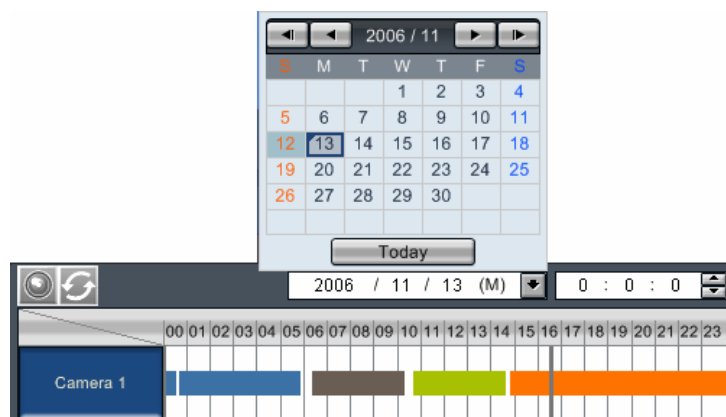 2006 / 11
S M T W T F S
1 2 3 4
5 6 7 8 9 10 11
12 13 14 15 16 17 18
19 20 21 22 23 24 25
26 27 28 29 30
Today
2006 / 11 / 13 (M) 0 : 0 : 0
00 01 02 03 04 05 06 07 08 09 10 11 12 13 14 15 16 17 18 19 20 21 22 23
Camera 1